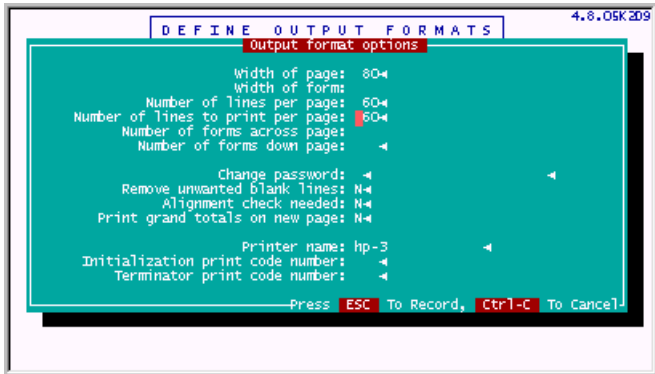 4.8.05K2D9
DEFINE OUTPUT FORMATS
Output format options
Width of page: 80◄
Width of form:
Number of lines per page: 60◄
Number of lines to print per page: 60◄
Number of forms across page:
Number of forms down page: ◄
Change password: ◄ ◄
Remove unwanted blank lines: N◄
Alignment check needed: N◄
Print grand totals on new page: N◄
Printer name: hp-3 ◄
Initialization print code number: ◄
Terminator print code number: ◄
Press ESC To Record, Ctrl-C To Cancel